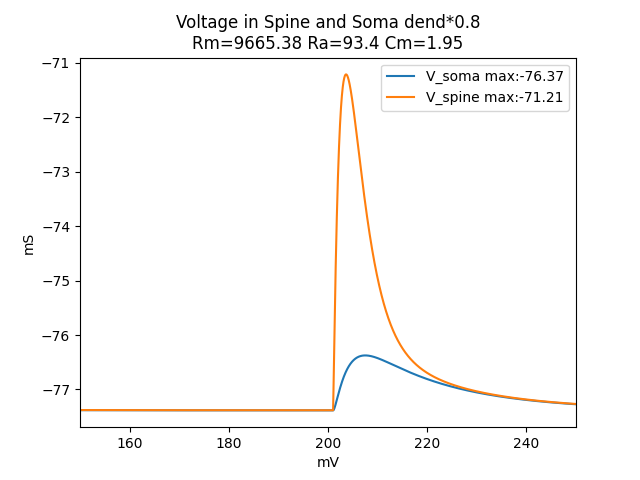 Voltage in Spine and Soma dend*0.8
Rm=9665.38 Ra=93.4 Cm=1.95
V_soma max:-76.37
V_spine max:-71.21
−71
−72
−73
−74
−75
−76
−77
mS
160
180
200
220
240
mV